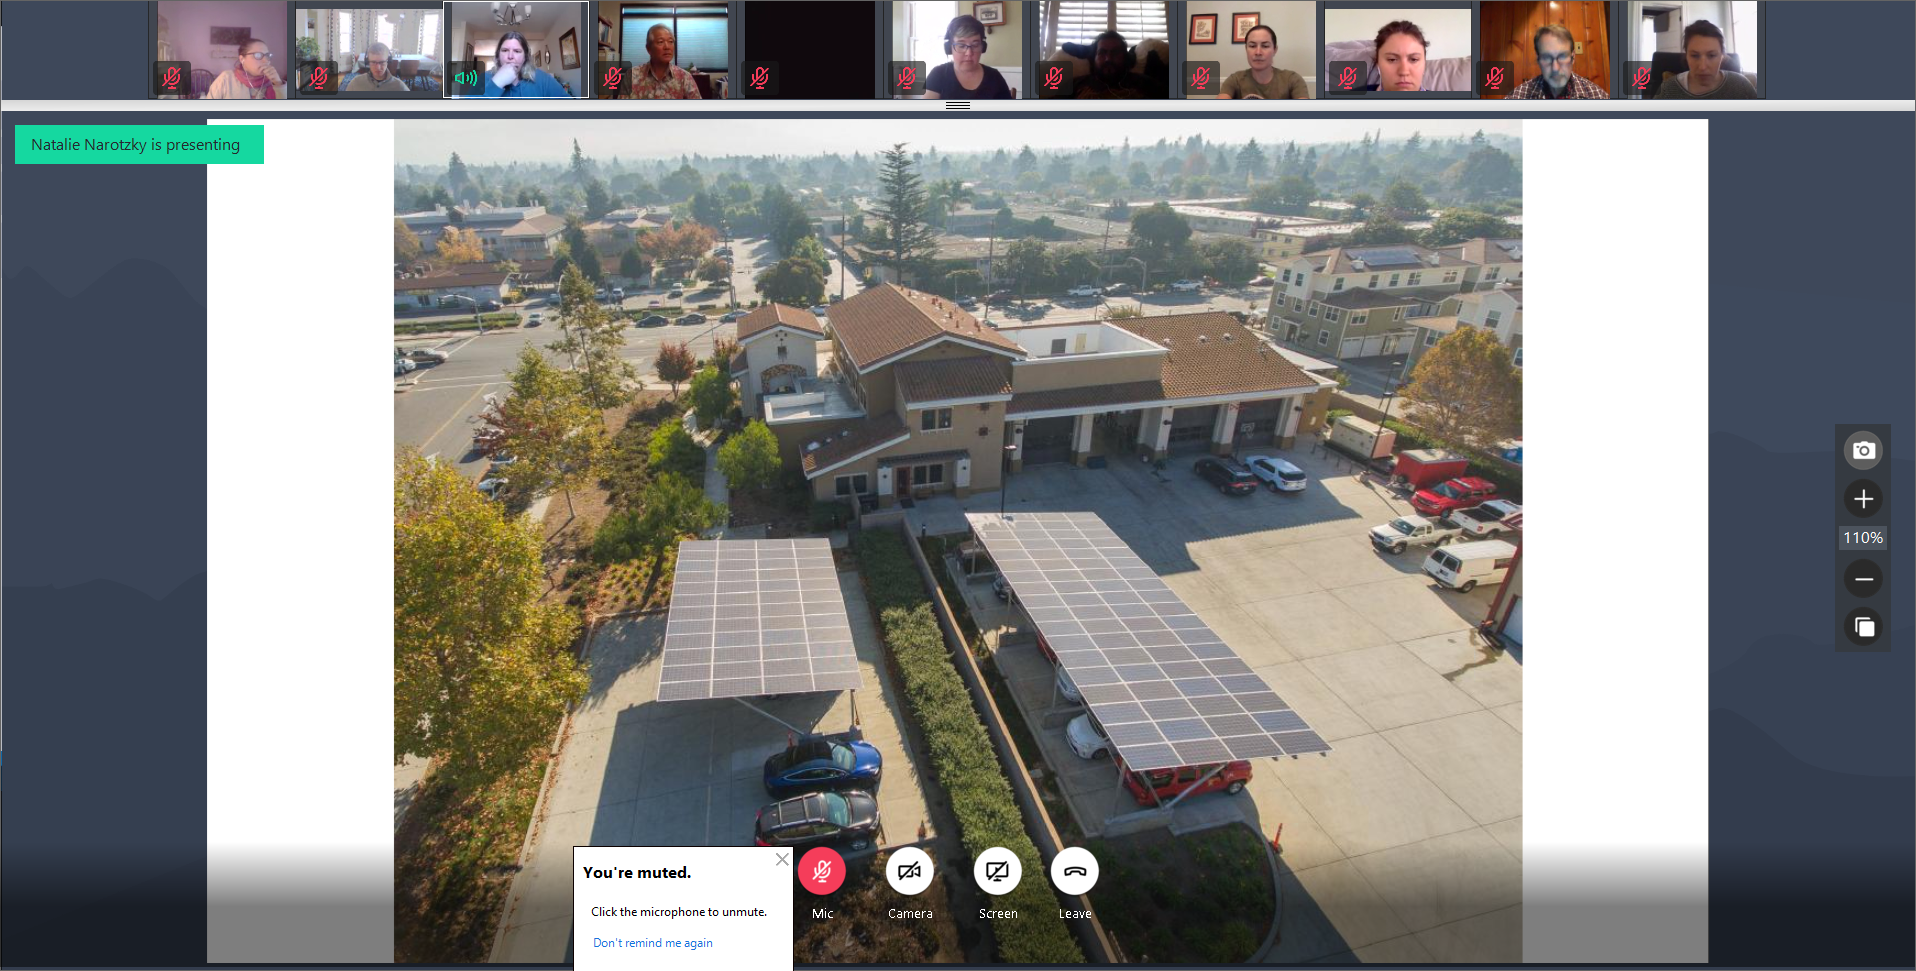 Natalie Narotzky is presenting
110%
You're muted.
Click the microphone to unmute.
Don't remind me again
Mic
Camera
Screen
Leave